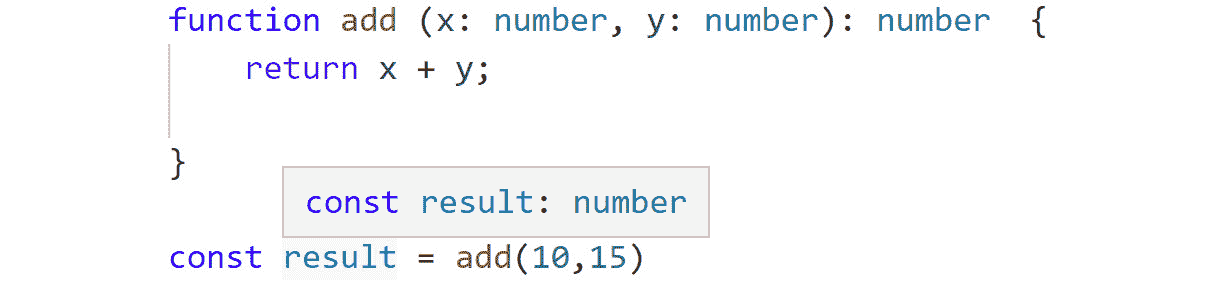 function add (x: number, y: number): number  {
    return x + y;
}
const result: number
const result = add(10,15)